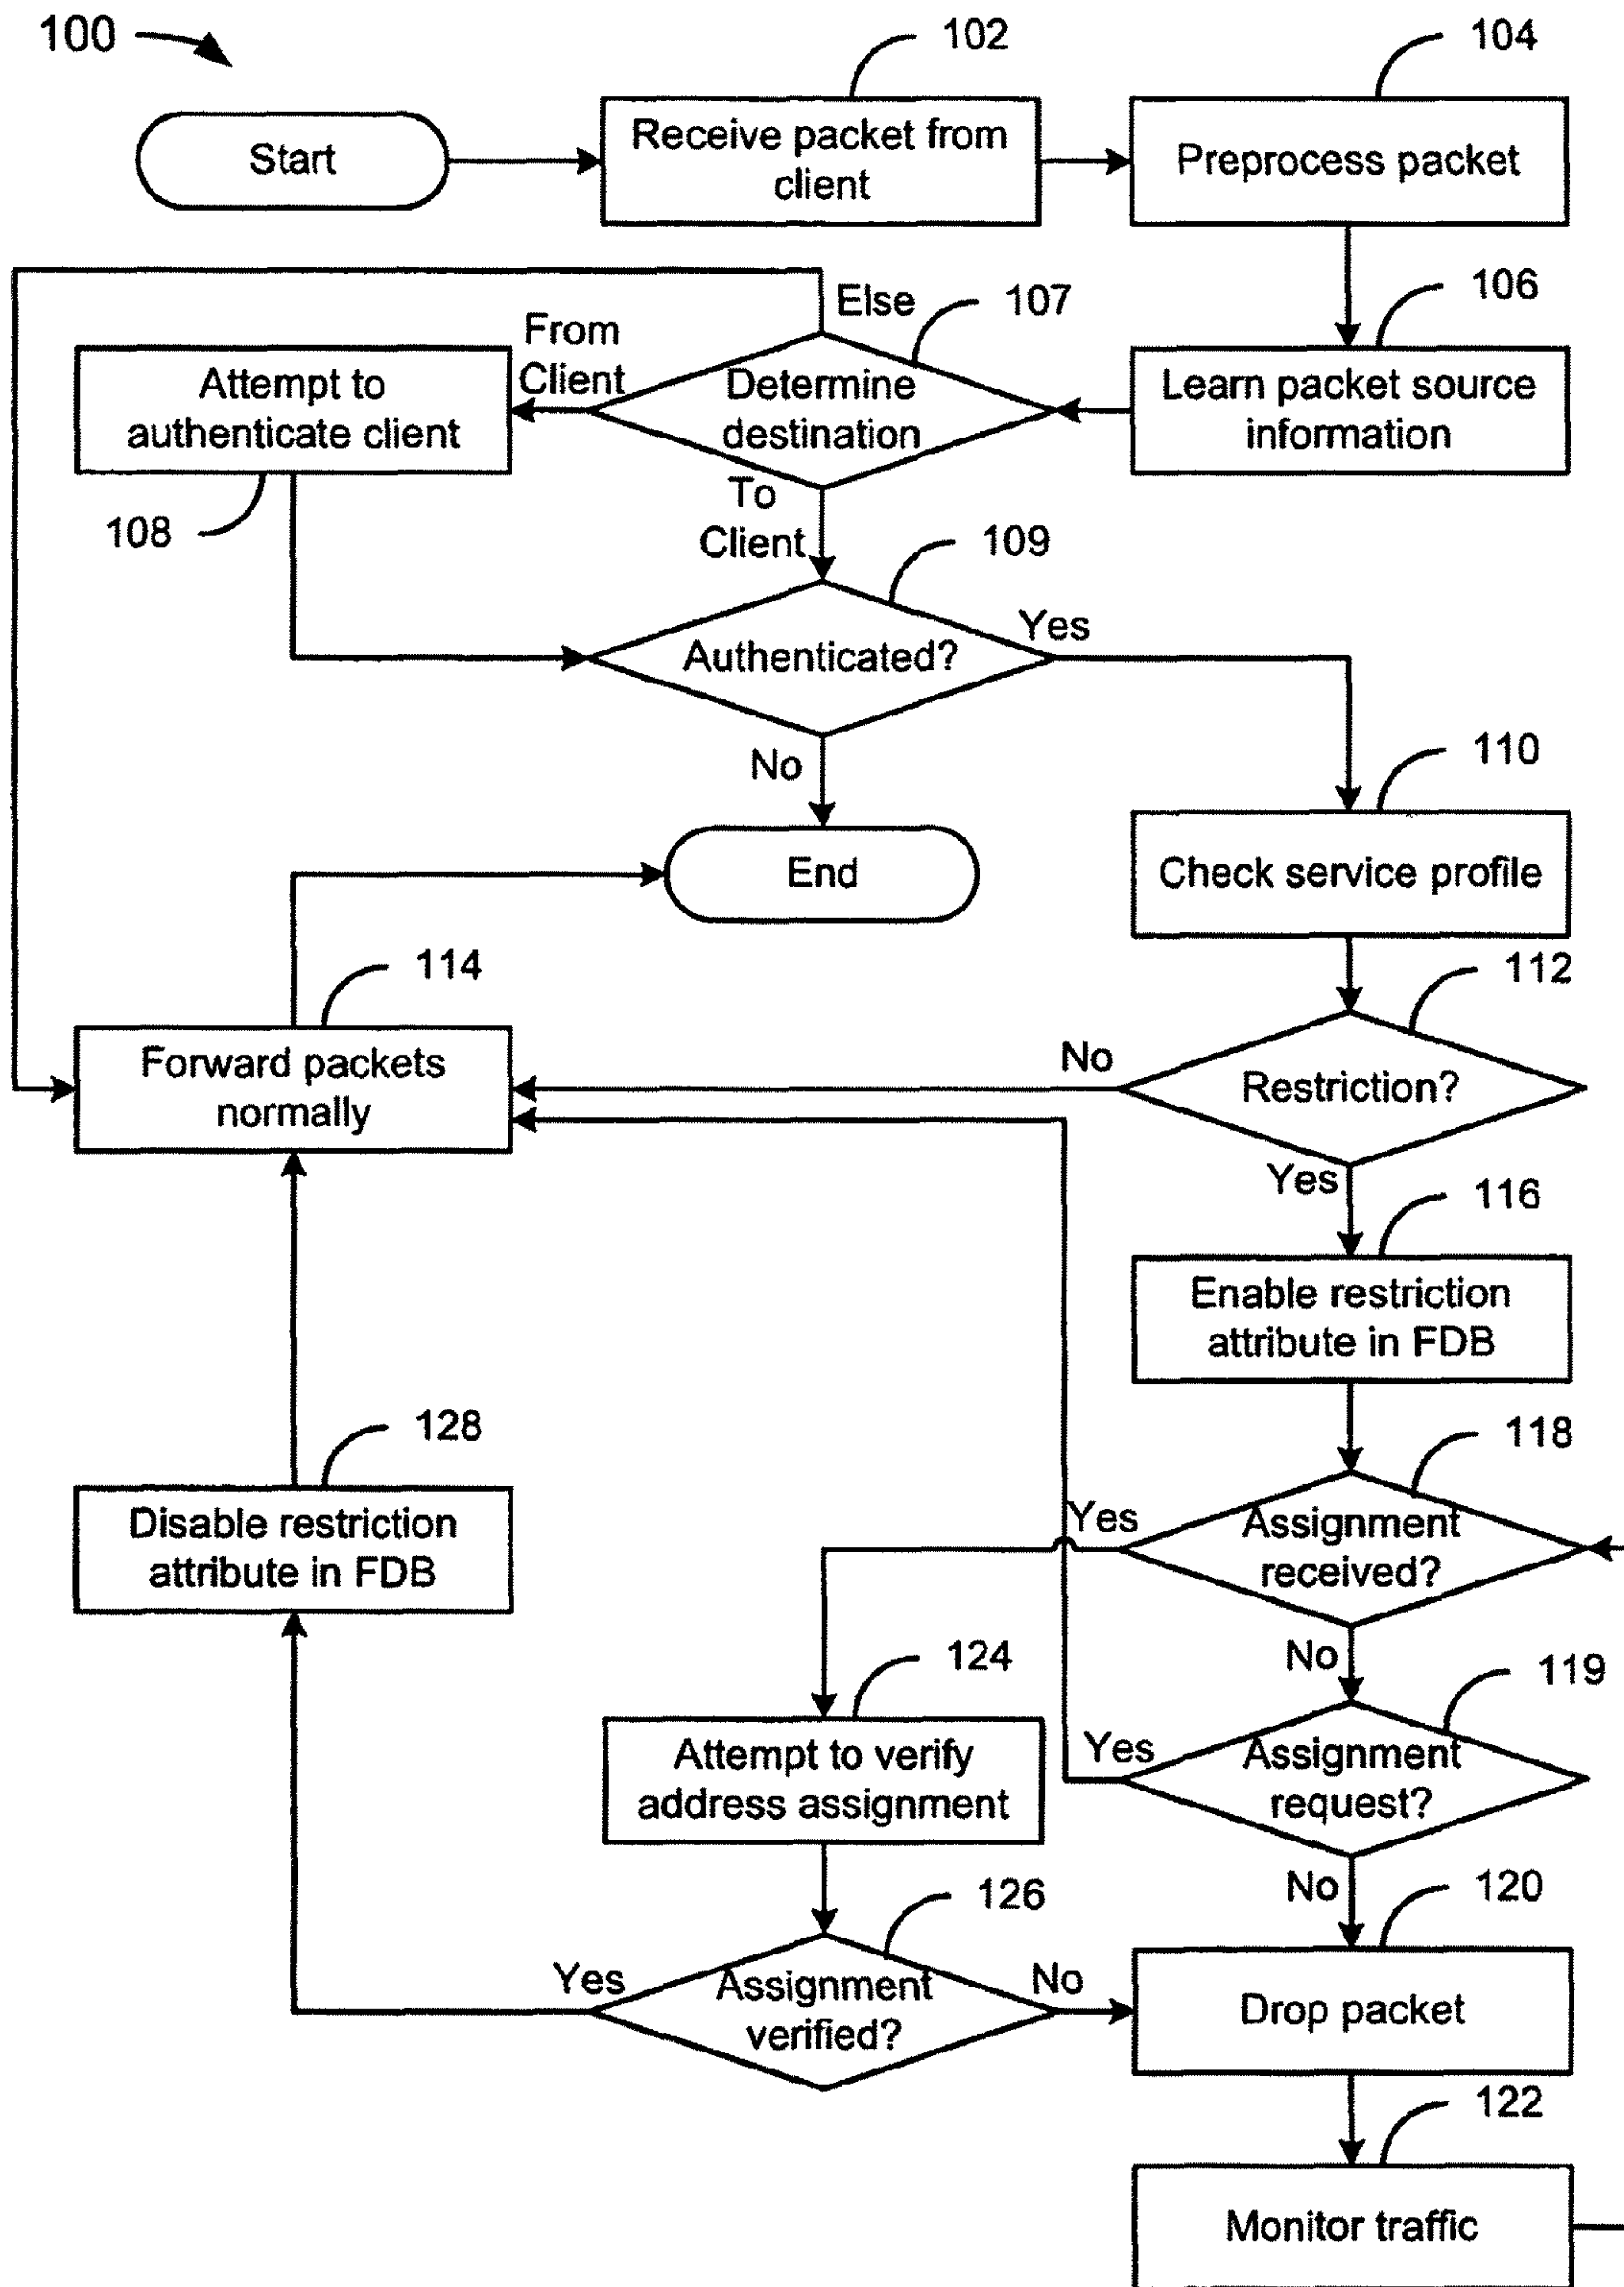 100
102
104
Start
Receive packet from
client
Preprocess packet
106
Else
107
From
Client
Attempt to
authenticate client
Determine
destination
Learn packet source
information
108
To
Client
109
Authenticated?
Yes
No
110
End
Check service profile
114
112
Forward packets
normally
No
Restriction?
Yes
116
Enable restriction
attribute in FDB
128
118
Disable restriction
attribute in FDB
Yes
Assignment
received?
No
124
119
Attempt to verify
address assignment
Yes
Assignment
request?
No
120
126
Yes
Assignment
verified?
No
Drop packet
122
Monitor traffic